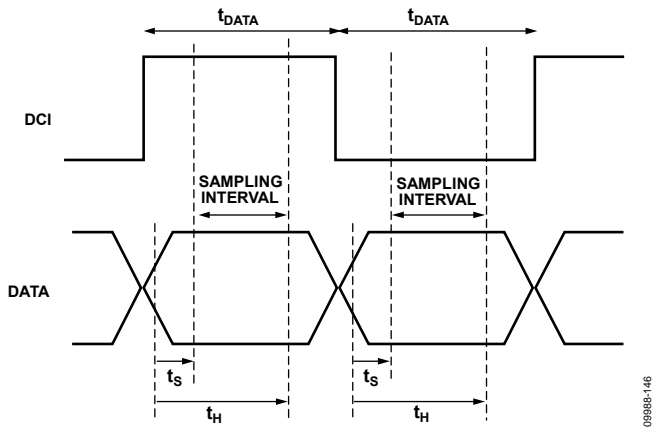 tDATA tDATA
DCI
SAMPLING INTERVAL
SAMPLING INTERVAL
DATA
tS tS
tH tH
09988-146